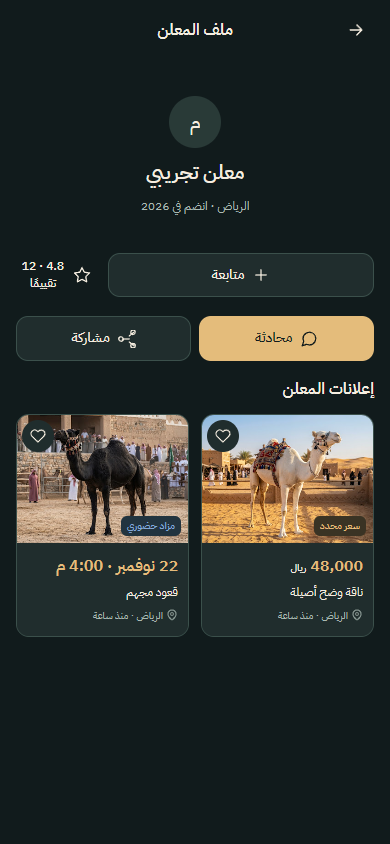 ملف المعلن
م
معلن تجريبي
الرياض · انضم في 2026
متابعة
4.8 · 12
تقييمًا
محادثة
مشاركة
إعلانات المعلن
سعر محدد
48,000 ريال
ناقة وضح أصيلة
الرياض · منذ ساعة
مزاد حضوري
22 نوفمبر · 4:00 م
قعود مجهم
الرياض · منذ ساعة